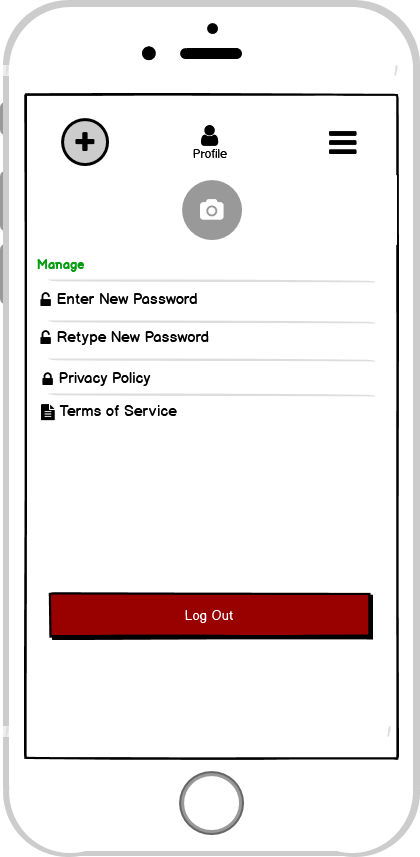 Profile
Manage
Enter New Password
Retype New Password
Privacy Policy
Terms of Service
Log Out